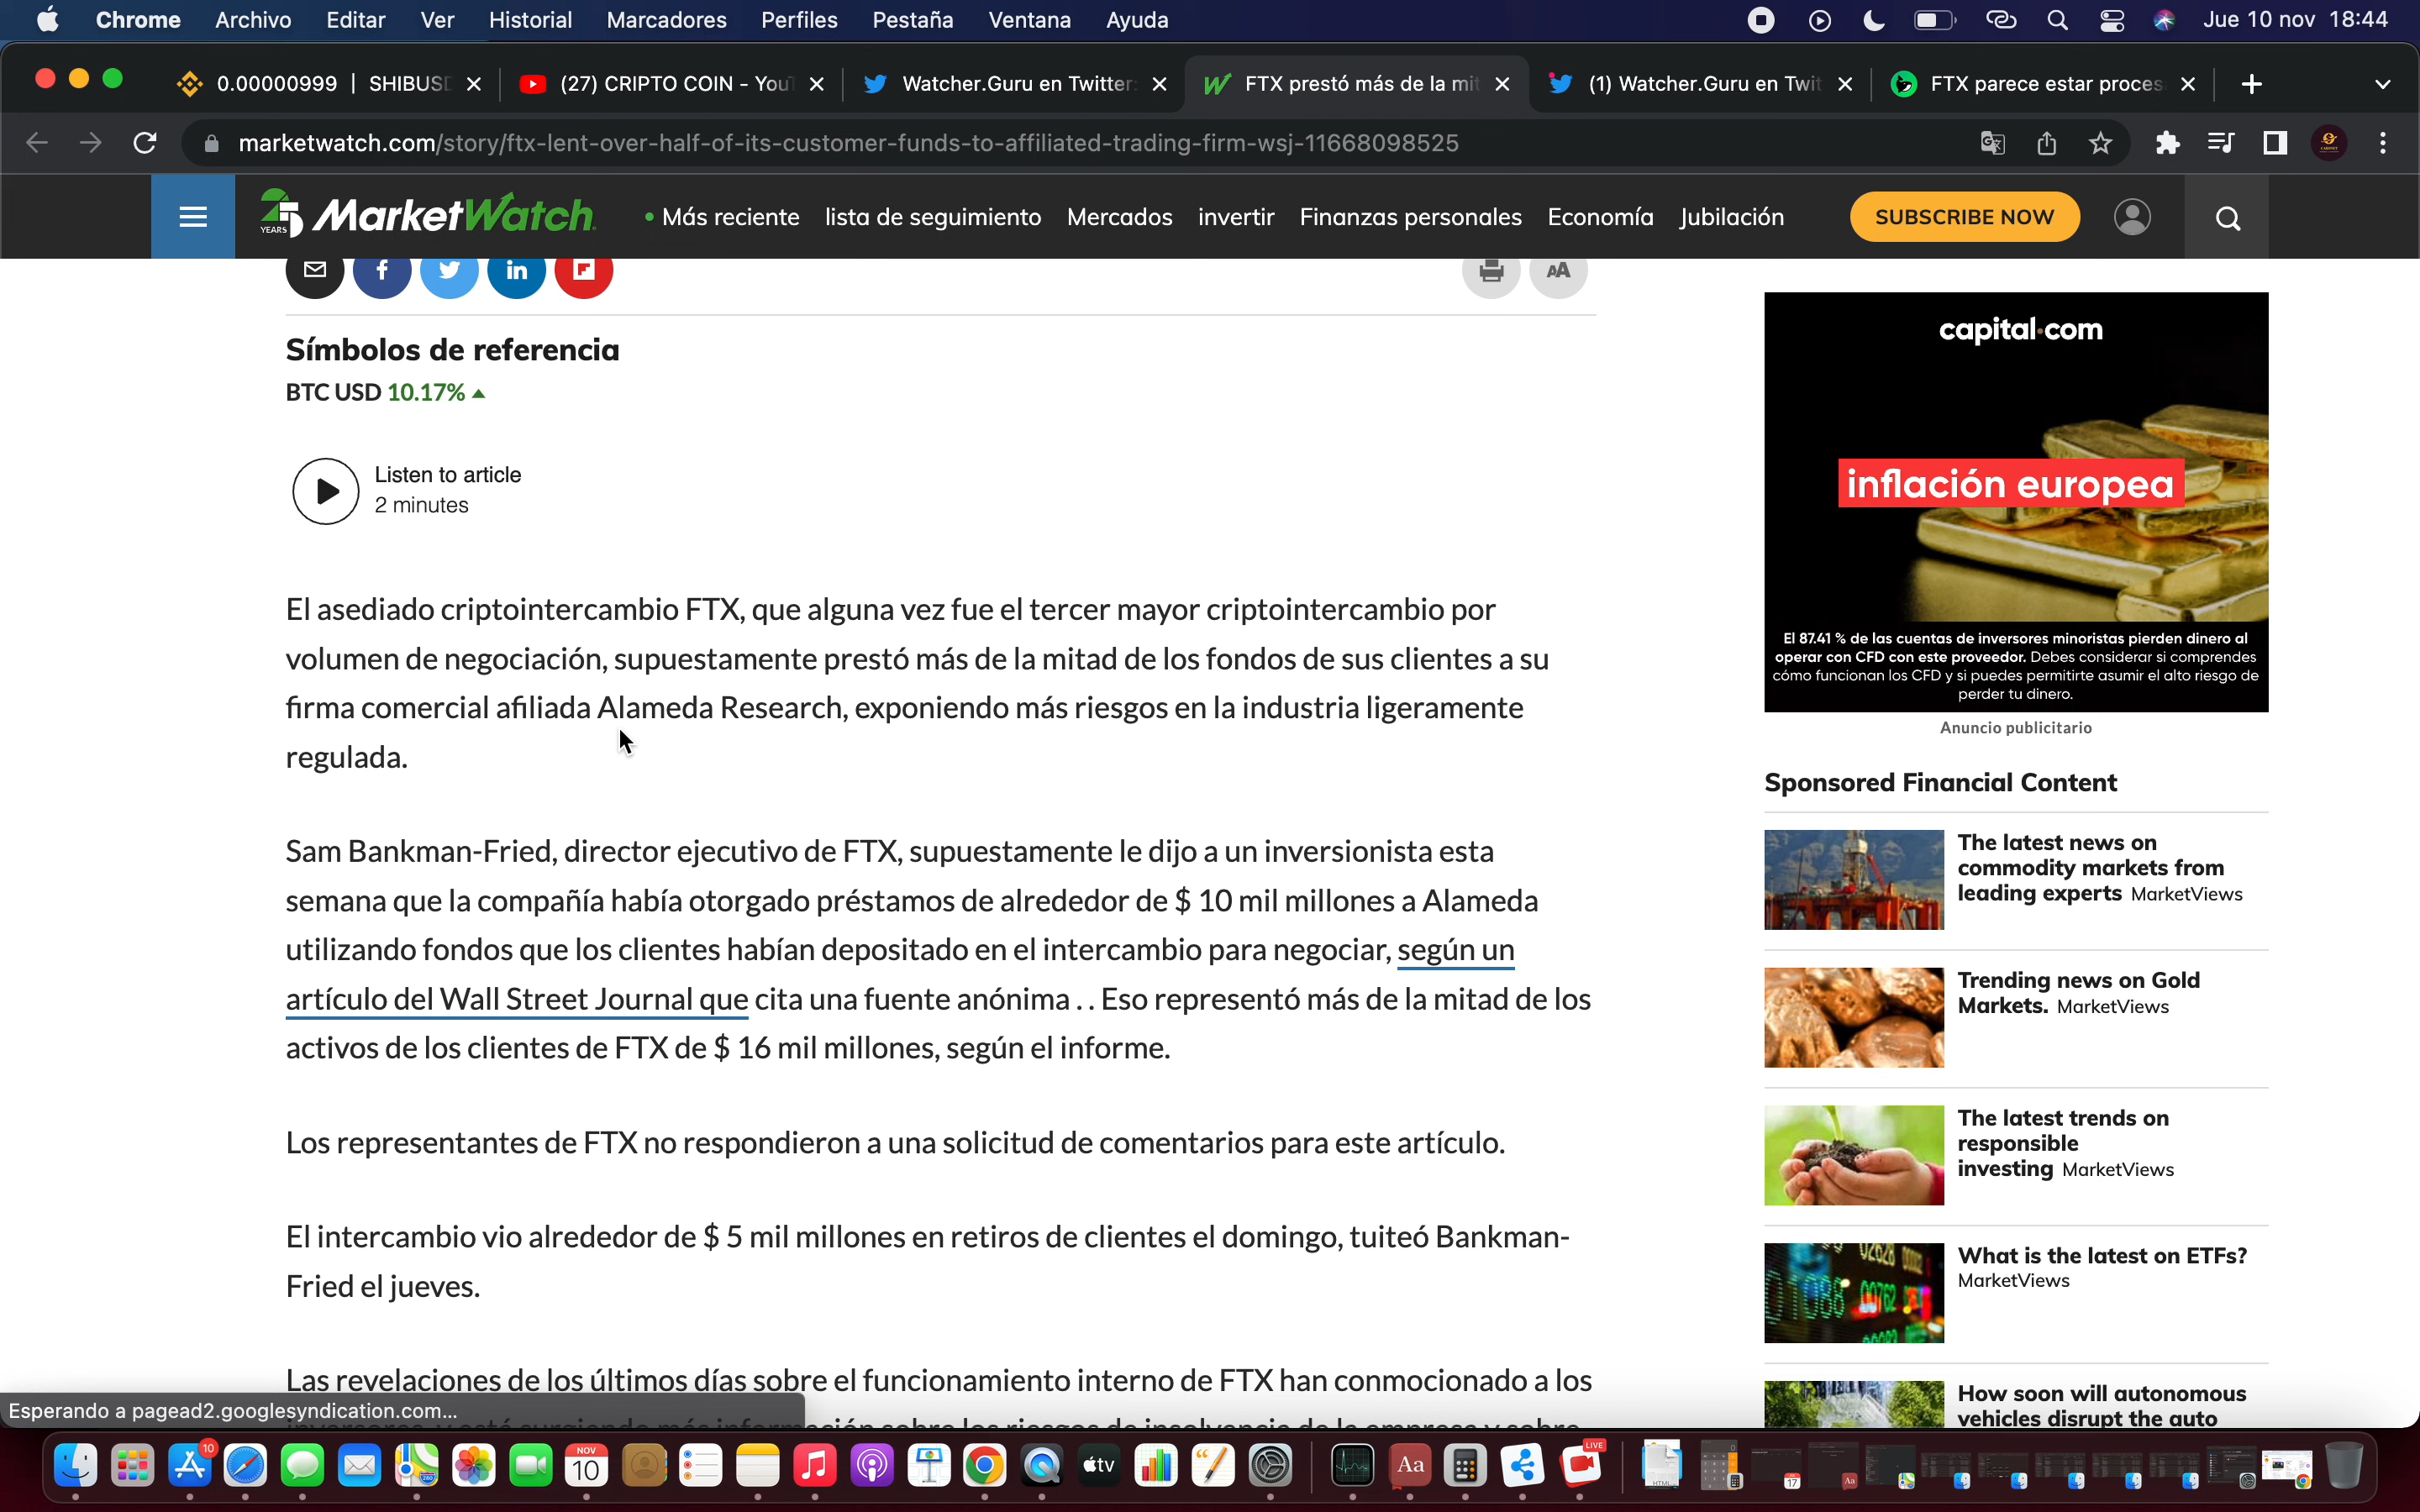 Chrome Archivo Editar Ver Historial Marcadores Perfiles Pestaña Ventana Ayuda Jue 10 nov 18:44
0.00000999 | SHIBUSD (27) CRIPTO COIN - YouT Watcher.Guru en Twitter: FTX prestó más de la mit (1) Watcher.Guru en Twit FTX parece estar proces
marketwatch.com/story/ftx-lent-over-half-of-its-customer-funds-to-affiliated-trading-firm-wsj-11668098525
25 YEARS MarketWatch Más reciente lista de seguimiento Mercados invertir Finanzas personales Economía Jubilación SUBSCRIBE NOW
AA
Símbolos de referencia
BTC USD 10.17%
Listen to article
2 minutes
El asediado criptointercambio FTX, que alguna vez fue el tercer mayor criptointercambio por
volumen de negociación, supuestamente prestó más de la mitad de los fondos de sus clientes a su
firma comercial afiliada Alameda Research, exponiendo más riesgos en la industria ligeramente
regulada.
Sam Bankman-Fried, director ejecutivo de FTX, supuestamente le dijo a un inversionista esta
semana que la compañía había otorgado préstamos de alrededor de $ 10 mil millones a Alameda
utilizando fondos que los clientes habían depositado en el intercambio para negociar, según un
artículo del Wall Street Journal que cita una fuente anónima . . Eso representó más de la mitad de los
activos de los clientes de FTX de $ 16 mil millones, según el informe.
Los representantes de FTX no respondieron a una solicitud de comentarios para este artículo.
El intercambio vio alrededor de $ 5 mil millones en retiros de clientes el domingo, tuiteó Bankman-
Fried el jueves.
Las revelaciones de los últimos días sobre el funcionamiento interno de FTX han conmocionado a los
capital.com
inflación europea
El 87.41 % de las cuentas de inversores minoristas pierden dinero al
operar con CFD con este proveedor. Debes considerar si comprendes
cómo funcionan los CFD y si puedes permitirte asumir el alto riesgo de
perder tu dinero.
Anuncio publicitario
Sponsored Financial Content
The latest news on
commodity markets from
leading experts MarketViews
Trending news on Gold
Markets. MarketViews
The latest trends on
responsible
investing MarketViews
What is the latest on ETFs?
MarketViews
How soon will autonomous
vehicles disrupt the auto
Esperando a pagead2.googlesyndication.com...
10
NOV
10
tv
Aa
LIVE
HTML
17